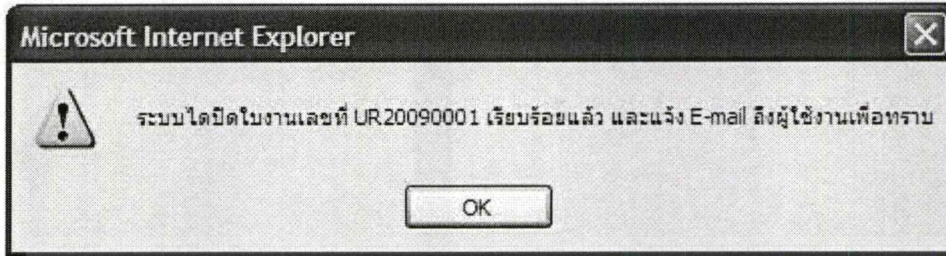 Microsoft Internet Explorer
ระบบได้ปิดใบงานเลขที่ UR20090001 เรียบร้อยแล้ว และแจ้ง E-mail ถึงผู้ใช้งานเพื่อทราบ
OK